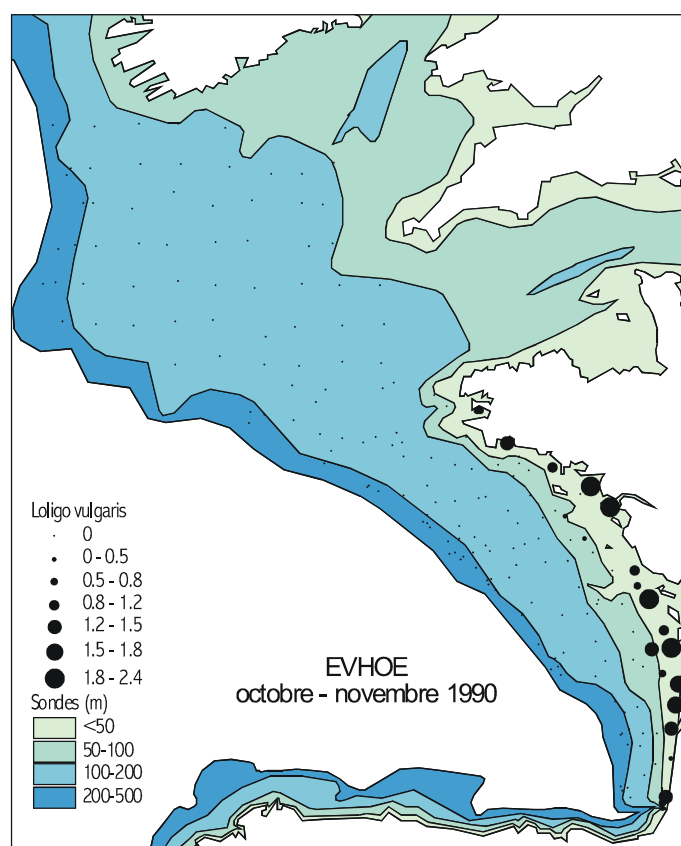 Loligo vulgaris
0
0 - 0.5
0.5 - 0.8
0.8 - 1.2
1.2 - 1.5
1.5 - 1.8
1.8 - 2.4
Sondes (m)
<50
50-100
100-200
200-500
EVHOE
octobre - novembre 1990